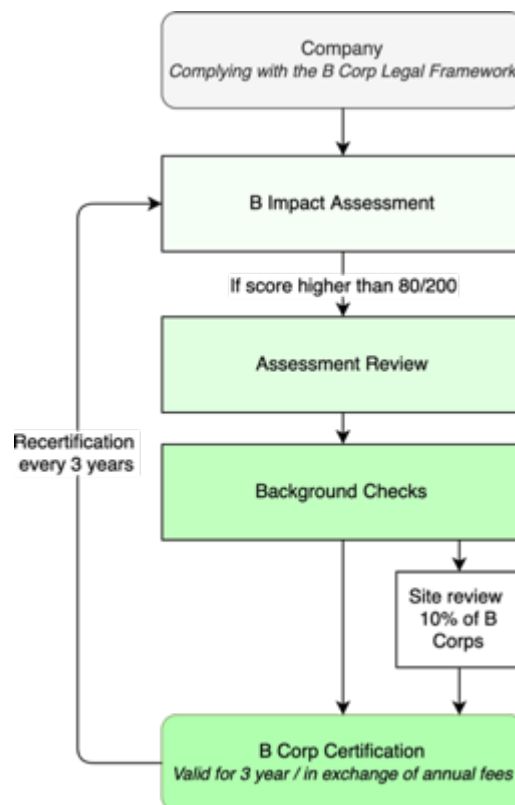 Company
Complying with the B Corp Legal Framework
B Impact Assessment
If score higher than 80/200
Assessment Review
Recertification
every 3 years
Background Checks
Site review
10% of B
Corps
B Corp Certification
Valid for 3 year / in exchange of annual fees